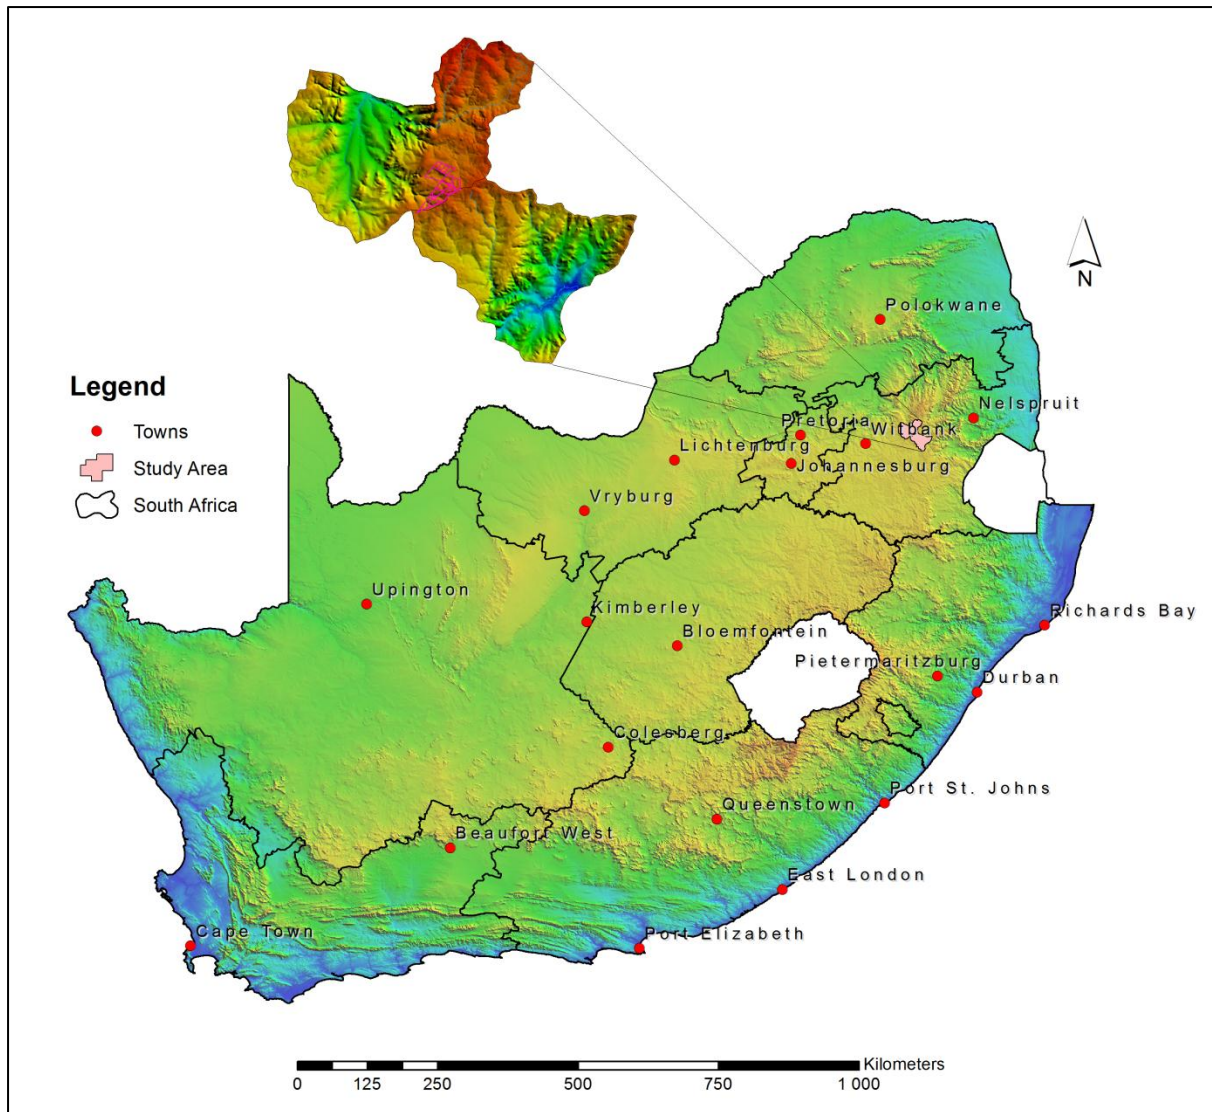 N
Polokwane
Legend
Towns
Study Area
South Africa
Nelspruit
Pretoria
Witbank
Lichtenburg
Johannesburg
Vryburg
Upington
Kimberley
Richards Bay
Bloemfontein
Pietermaritzburg
Durban
Colesberg
Port St. Johns
Queenstown
Beaufort West
East London
Cape Town
Port Elizabeth
Kilometers
0 125 250 500 750 1 000